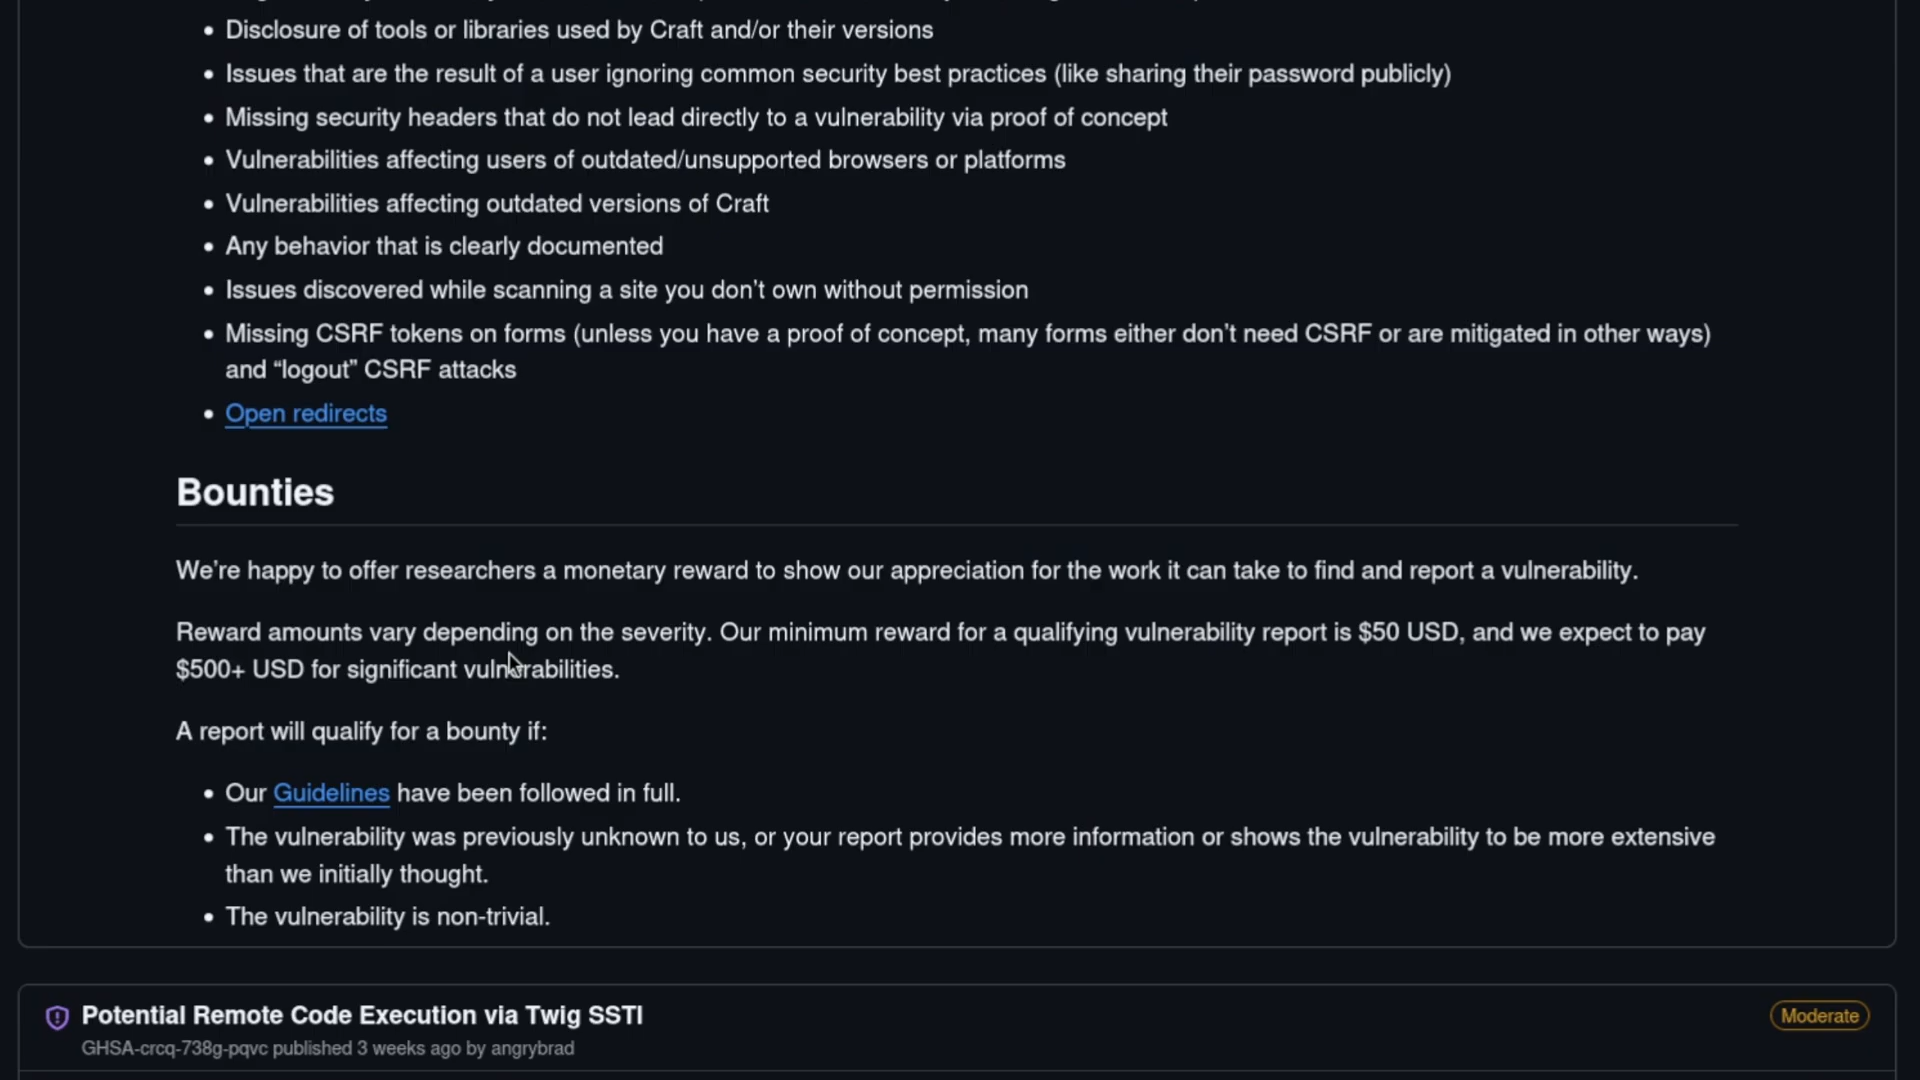 Disclosure of tools or libraries used by Craft and/or their versions
Issues that are the result of a user ignoring common security best practices (like sharing their password publicly)
Missing security headers that do not lead directly to a vulnerability via proof of concept
Vulnerabilities affecting users of outdated/unsupported browsers or platforms
Vulnerabilities affecting outdated versions of Craft
Any behavior that is clearly documented
Issues discovered while scanning a site you don’t own without permission
Missing CSRF tokens on forms (unless you have a proof of concept, many forms either don’t need CSRF or are mitigated in other ways)
and “logout” CSRF attacks
Open redirects
Bounties
We’re happy to offer researchers a monetary reward to show our appreciation for the work it can take to find and report a vulnerability.
Reward amounts vary depending on the severity. Our minimum reward for a qualifying vulnerability report is $50 USD, and we expect to pay
$500+ USD for significant vulnerabilities.
A report will qualify for a bounty if:
Our Guidelines have been followed in full.
The vulnerability was previously unknown to us, or your report provides more information or shows the vulnerability to be more extensive
than we initially thought.
The vulnerability is non-trivial.
Potential Remote Code Execution via Twig SSTI
Moderate
GHSA-crcq-738g-pqvc published 3 weeks ago by angrybrad